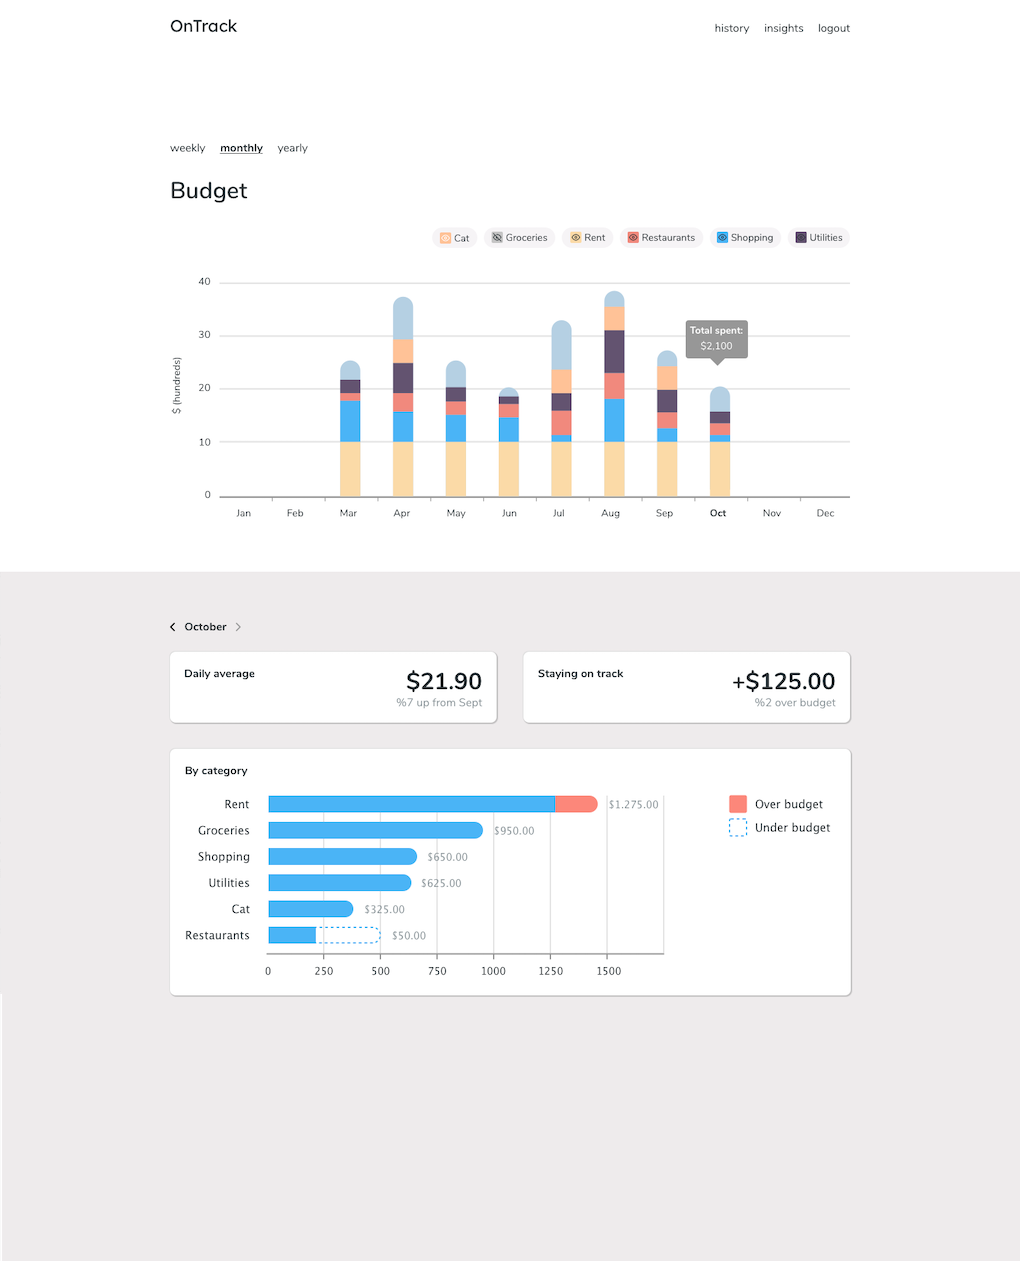 OnTrack
history insights logout
weekly monthly yearly
Budget
Cat Groceries Rent Restaurants Shopping Utilities
$ (hundreds)
40
30
20
10
0
Total spent:
$2,100
Jan Feb Mar Apr May Jun Jul Aug Sep Oct Nov Dec
October
Daily average
$21.90
%7 up from Sept
Staying on track
+$125.00
%2 over budget
By category
Rent $1.275.00
Groceries $950.00
Shopping $650.00
Utilities $625.00
Cat $325.00
Restaurants $50.00
0 250 500 750 1000 1250 1500
Over budget
Under budget